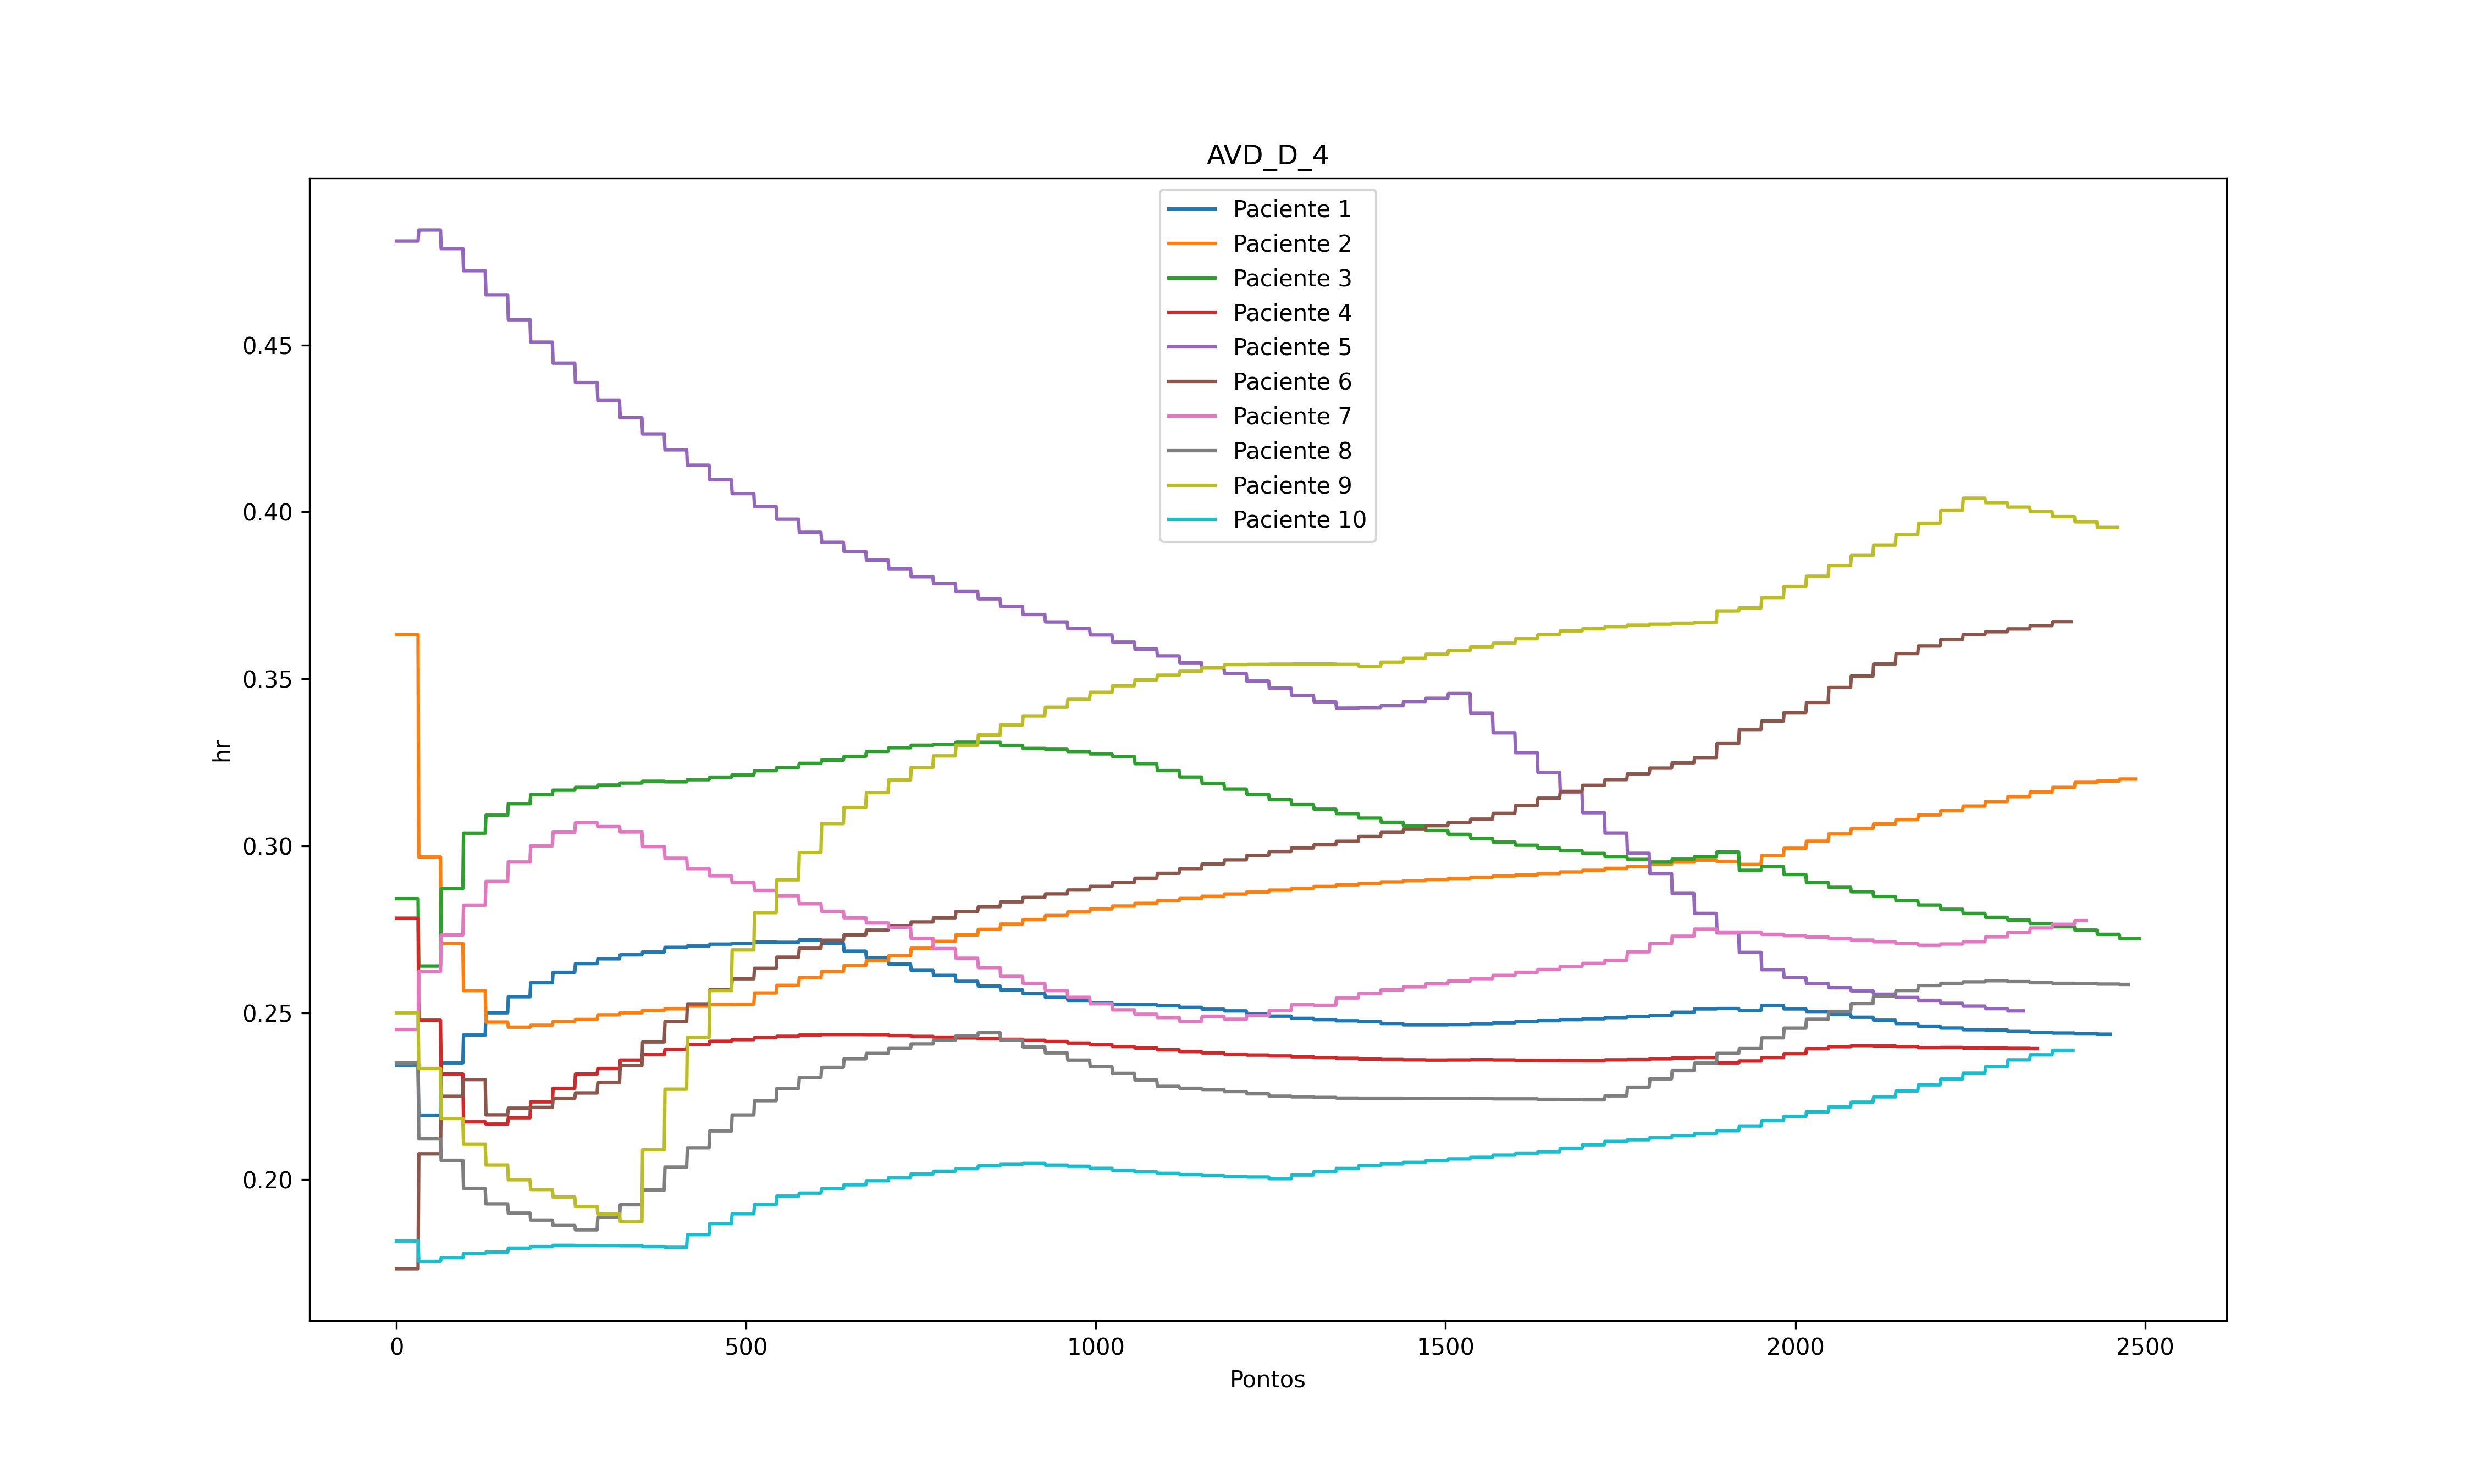 AVD_D_4
Paciente 1
Paciente 2
Paciente 3
Paciente 4
Paciente 5
Paciente 6
Paciente 7
Paciente 8
Paciente 9
Paciente 10
hr
0.45
0.40
0.35
0.30
0.25
0.20
0 500 1000 1500 2000 2500
Pontos